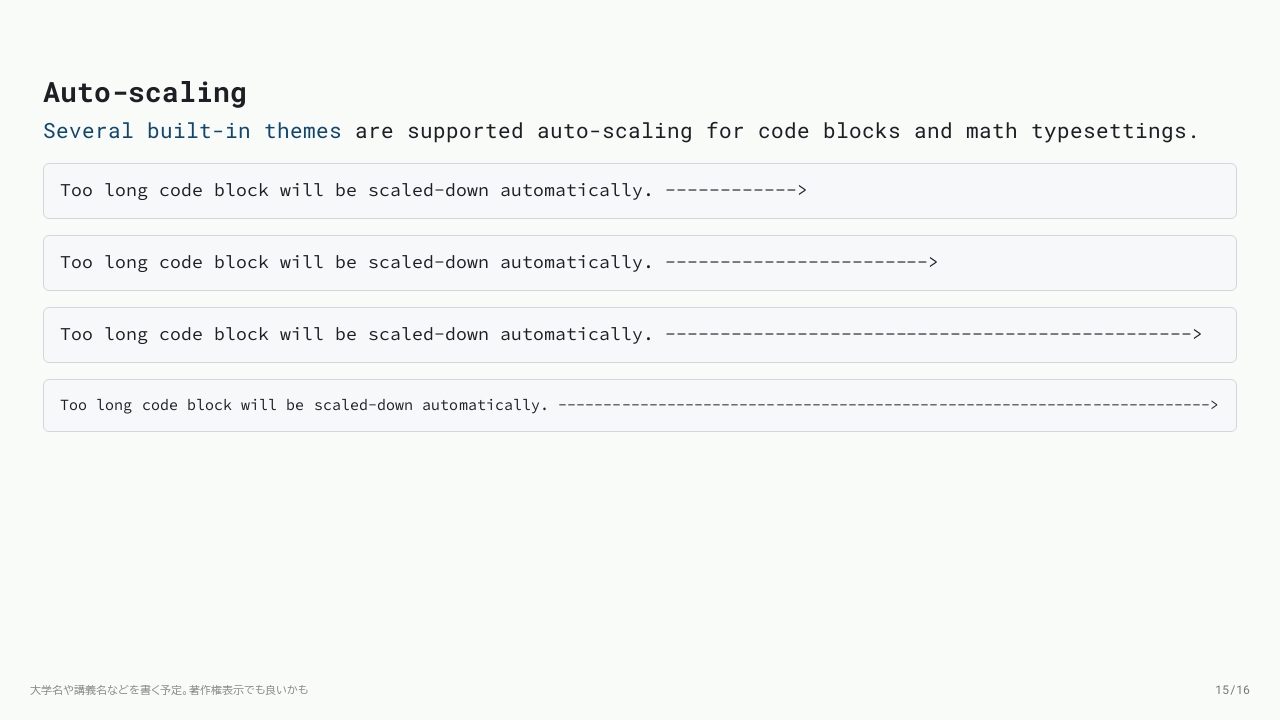 Auto-scaling
Several built-in themes are supported auto-scaling for code blocks and math typesettings.
Too long code block will be scaled-down automatically. ------------>
Too long code block will be scaled-down automatically. ------------------------>
Too long code block will be scaled-down automatically. ------------------------------------------------>
Too long code block will be scaled-down automatically. ------------------------------------------------------------------------>
大学名や講義名などを書く予定。著作権表示でも良いかも
15/16